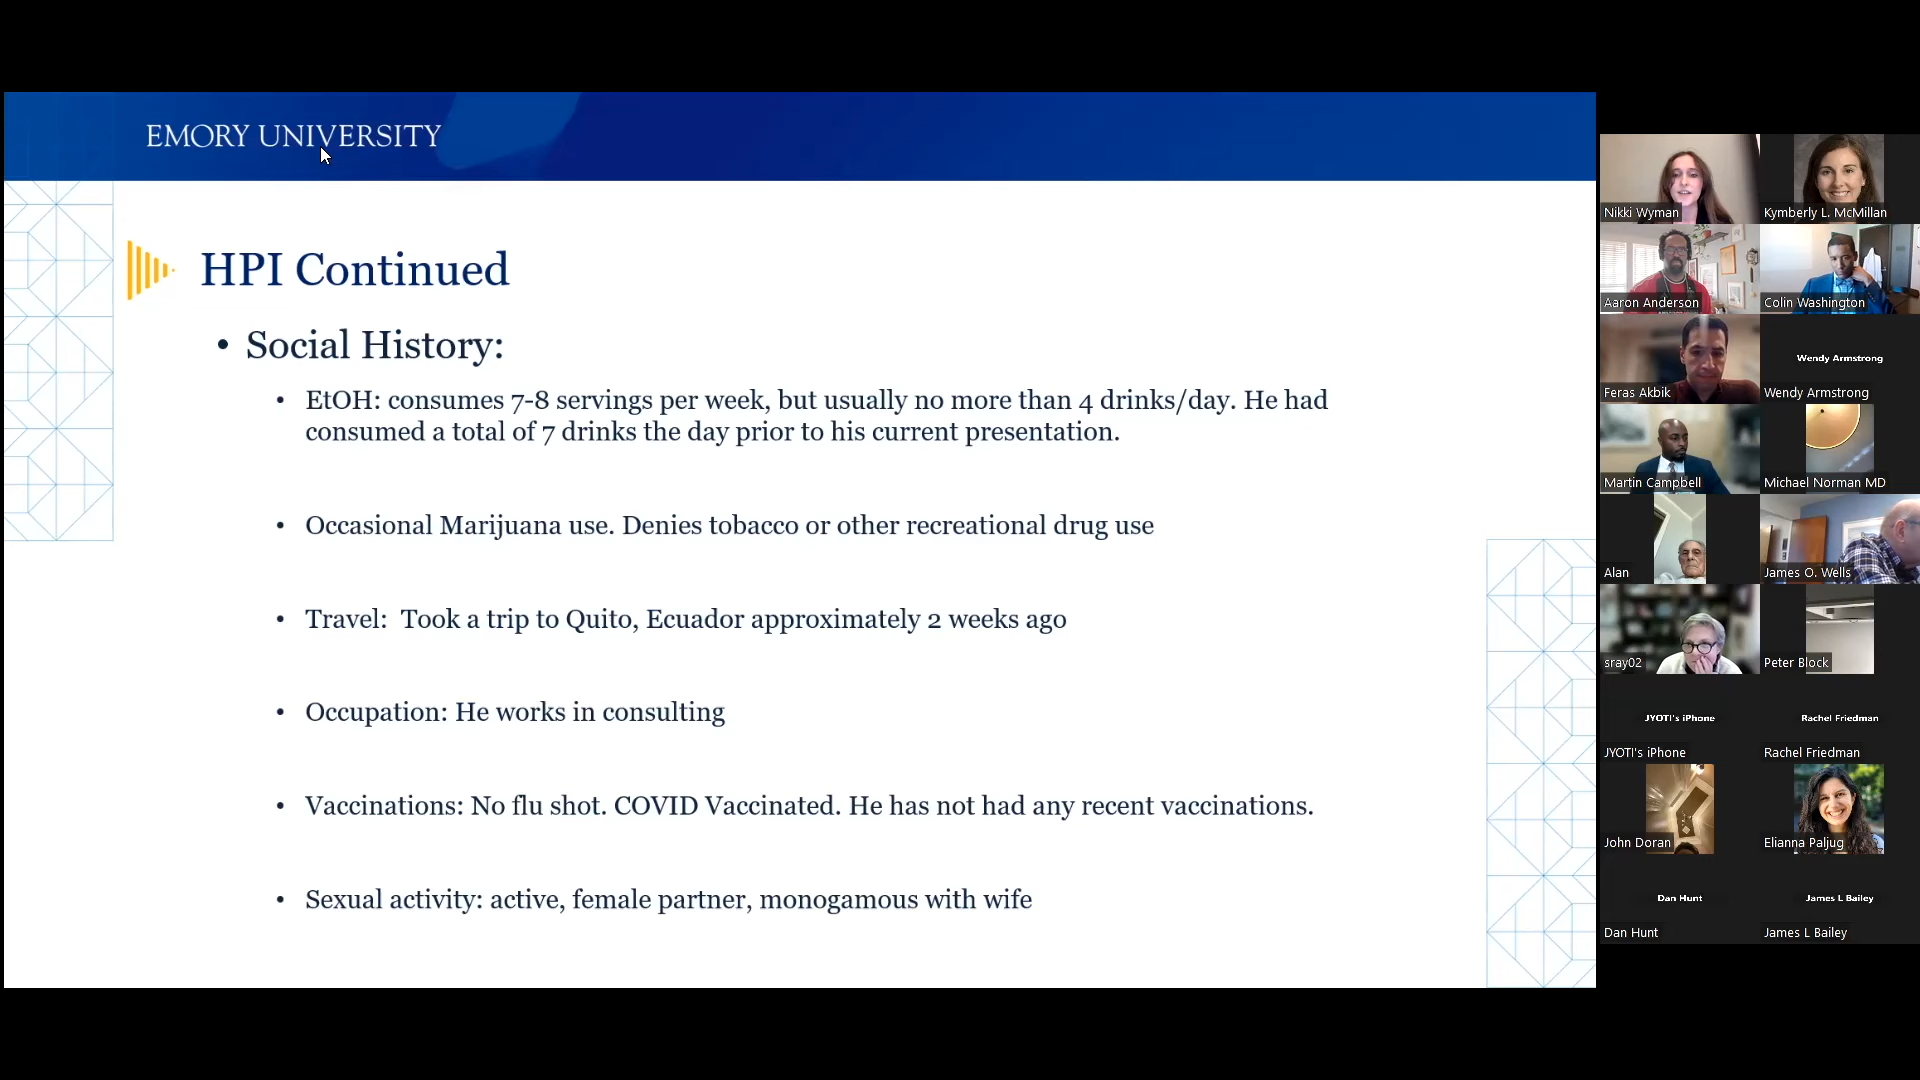 EMORY UNIVERSITY
HPI Continued
• Social History:
• EtOH: consumes 7-8 servings per week, but usually no more than 4 drinks/day. He had
consumed a total of 7 drinks the day prior to his current presentation.
• Occasional Marijuana use. Denies tobacco or other recreational drug use
• Travel:  Took a trip to Quito, Ecuador approximately 2 weeks ago
• Occupation: He works in consulting
• Vaccinations: No flu shot. COVID Vaccinated. He has not had any recent vaccinations.
• Sexual activity: active, female partner, monogamous with wife
Nikki Wyman
Kymberly L. McMillan
Aaron Anderson
Colin Washington
Feras Akbik
Wendy Armstrong
Wendy Armstrong
Martin Campbell
Michael Norman MD
Alan
James O. Wells
sray02
Peter Block
JYOTI's iPhone
Rachel Friedman
JYOTI's iPhone
Rachel Friedman
John Doran
Elianna Paljug
Dan Hunt
James L Bailey
Dan Hunt
James L Bailey